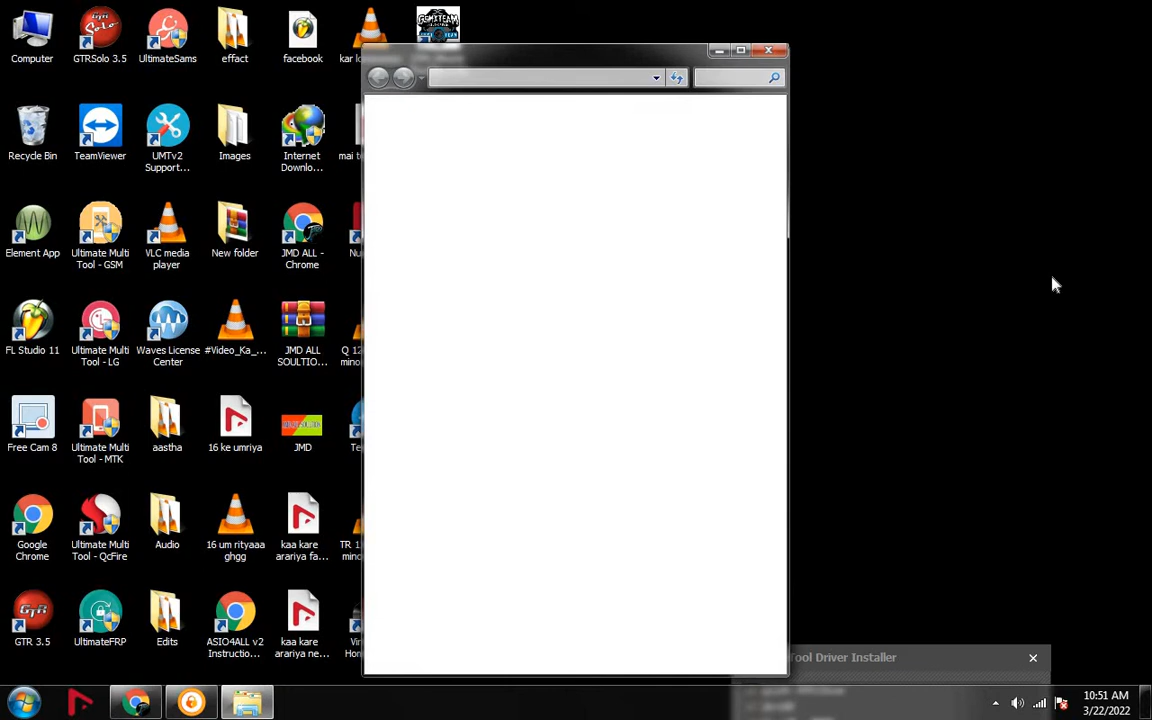 Computer
GTRSolo 3.5
UltimateSams
effact
facebook
GSM X TEAM
Recycle Bin
TeamViewer
UMTv2
Support...
Images
Internet
Downlo...
Element App
Ultimate Multi
Tool - GSM
VLC media
player
New folder
JMD ALL -
Chrome
FL Studio 11
Ultimate Multi
Tool - LG
Waves License
Center
#Video_Ka_...
JMD ALL
SOULTIO...
Free Cam 8
Ultimate Multi
Tool - MTK
aastha
16 ke umriya
JMD
Google
Chrome
Ultimate Multi
Tool - QcFire
Audio
16 um rityaaa
ghgg
kaa kare
arariya fa...
GTR 3.5
UltimateFRP
Edits
ASIO4ALL v2
Instructio...
kaa kare
arariya ne...
Tool Driver Installer
10:51 AM
3/22/2022